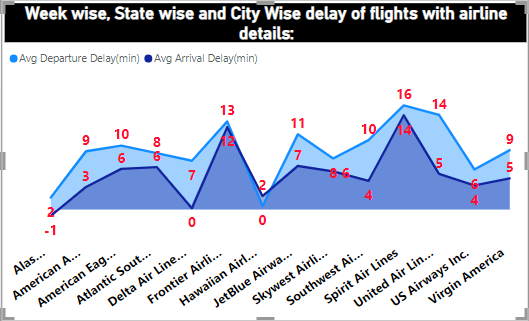 Week wise, State wise and City Wise delay of flights with airline
details:
Avg Departure Delay(min) Avg Arrival Delay(min)
2
-1
9
3
10
6
8
6
7
0
13
12
2
0
11
7
8
6
10
4
16
14
14
5
6
4
9
5
Alas...
American A...
American Eag...
Atlantic Sout...
Delta Air Line...
Frontier Airli...
Hawaiian Airl...
JetBlue Airwa...
Skywest Airli...
Southwest Ai...
Spirit Air Lines
United Air Lin...
US Airways Inc.
Virgin America